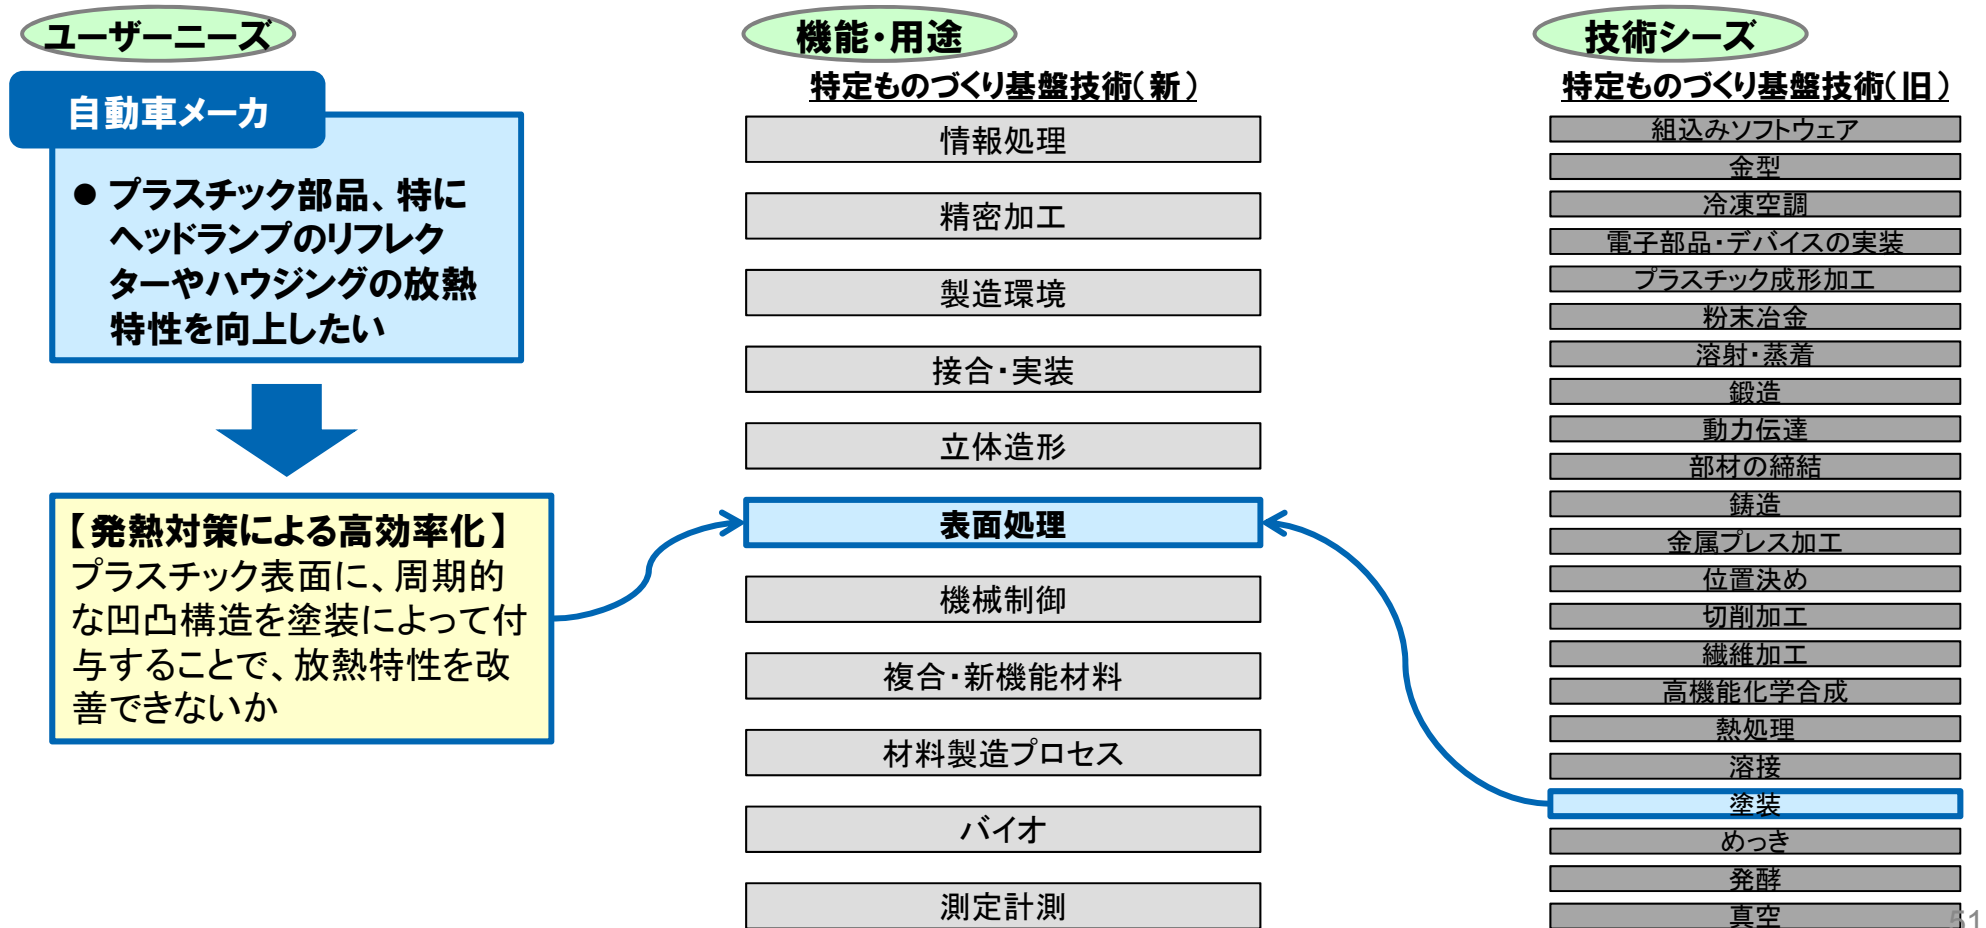 ユーザーニーズ
自動車メーカ
● プラスチック部品、特に
ヘッドランプのリフレク
ターやハウジングの放熱
特性を向上したい
【発熱対策による高効率化】
プラスチック表面に、周期的
な凹凸構造を塗装によって付
与することで、放熱特性を改
善できないか
機能・用途
特定ものづくり基盤技術(新)
情報処理
精密加工
製造環境
接合・実装
立体造形
表面処理
機械制御
複合・新機能材料
材料製造プロセス
バイオ
測定計測
技術シーズ
特定ものづくり基盤技術(旧)
組込みソフトウェア
金型
冷凍空調
電子部品・デバイスの実装
プラスチック成形加工
粉末冶金
溶射・蒸着
鍛造
動力伝達
部材の締結
鋳造
金属プレス加工
位置決め
切削加工
繊維加工
高機能化学合成
熱処理
溶接
塗装
めっき
発酵
真空
51